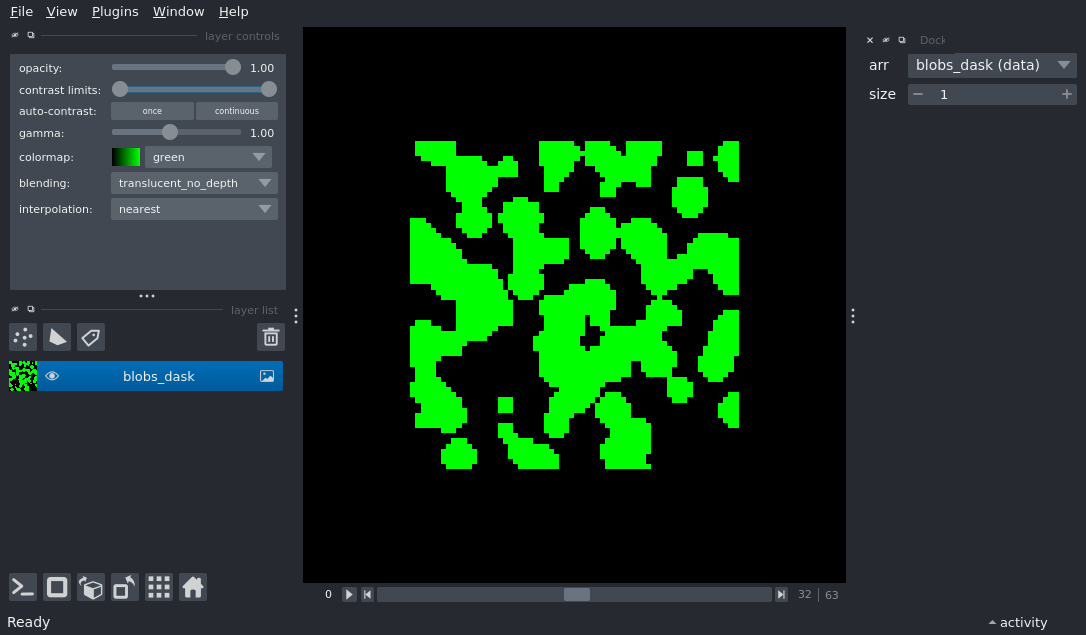 File View Plugins Window Help
layer controls
opacity: 1.00
contrast limits:
auto-contrast: once continuous
gamma: 1.00
colormap: green
blending: translucent_no_depth
interpolation: nearest
layer list
blobs_dask
0 32 63
Dock
arr blobs_dask (data)
size 1
Ready
activity